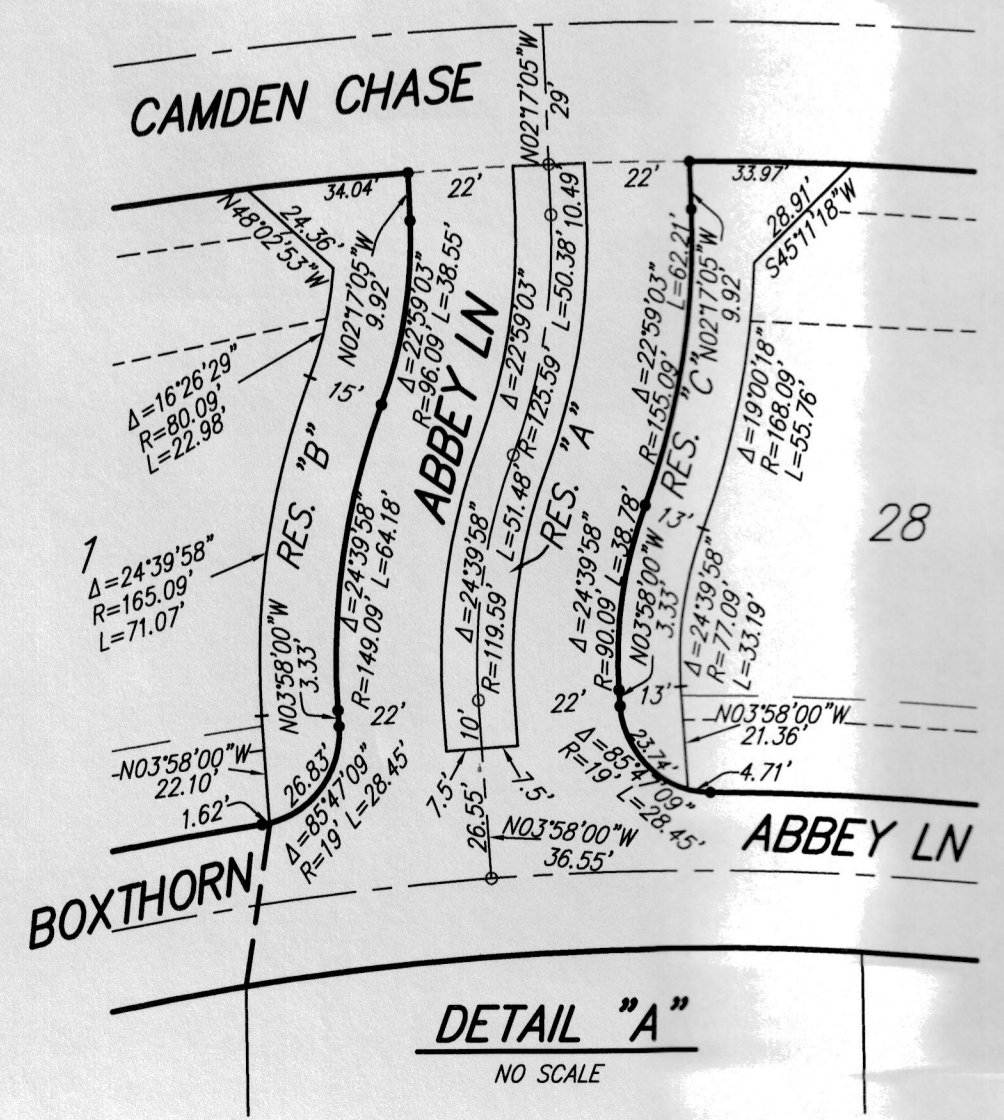 CAMDEN CHASE
N02°17'05"W
29'
34.04'
22'
10.49'
22'
33.97'
24.36'
N48°02'53"W
28.91'
S45°11'18"W
N02°17'05"W
9.92'
Δ=22°59'03"
R=96.09' L=38.55'
ABBEY LN
Δ=22°59'03"
R=125.59' L=50.38'
Δ=22°59'03"
R=155.09' L=62.21'
N02°17'05"W
9.92'
Δ=16°26'29"
R=80.09'
L=22.98'
15'
RES. "B"
RES. "A"
RES. "C"
Δ=19°00'18"
R=168.09'
L=55.76'
28
1
Δ=24°39'58"
R=165.09'
L=71.07'
Δ=24°39'58"
R=149.09' L=64.18'
Δ=24°39'58"
R=119.59' L=51.48'
Δ=24°39'58"
R=90.09' L=38.78'
13'
N03°58'00"W
3.33'
N03°58'00"W
3.33'
Δ=24°39'58"
R=77.09'
L=33.19'
22'
10'
22'
13'
N03°58'00"W
21.36'
N03°58'00"W
22.10'
1.62'
26.83'
Δ=85°47'09"
R=19' L=28.45'
7.5'
7.5'
26.55'
N03°58'00"W
36.55'
23.74'
Δ=85°47'09"
R=19' L=28.45'
4.71'
ABBEY LN
BOXTHORN
DETAIL "A"
NO SCALE